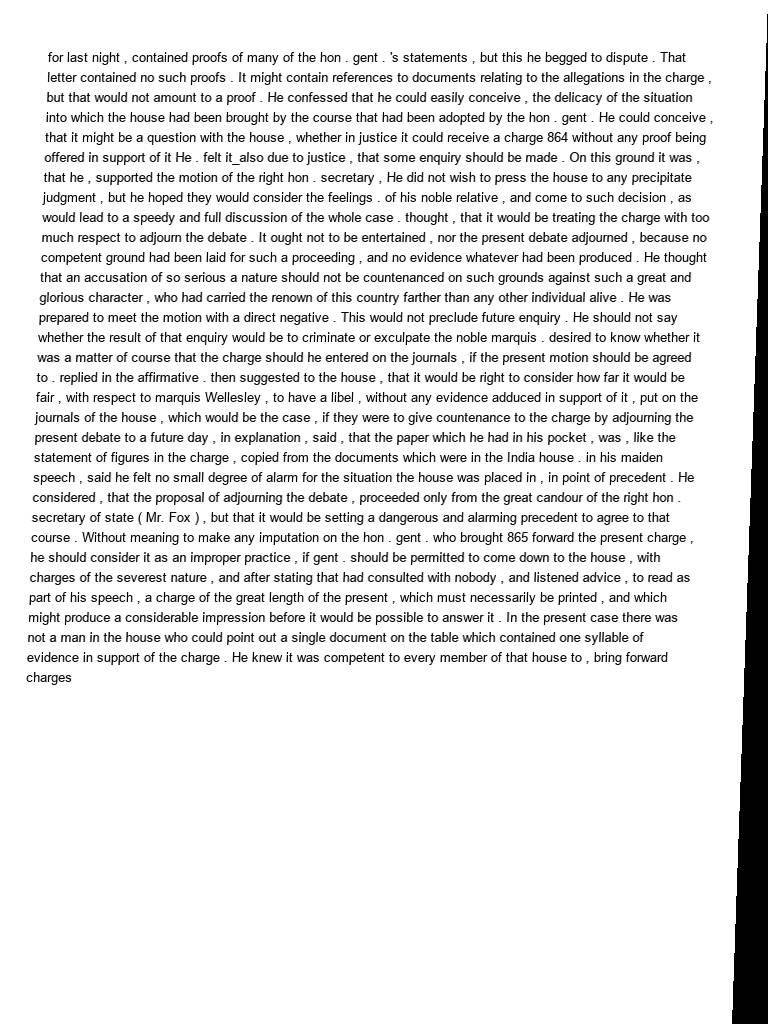 for last night , contained proofs of many of the hon . gent . 's statements , but this he begged to dispute . That
letter contained no such proofs . It might contain references to documents relating to the allegations in the charge ,
but that would not amount to a proof . He confessed that he could easily conceive , the delicacy of the situation
into which the house had been brought by the course that had been adopted by the hon . gent . He could conceive ,
that it might be a question with the house , whether in justice it could receive a charge 864 without any proof being
offered in support of it He . felt it_also due to justice , that some enquiry should be made . On this ground it was ,
that he , supported the motion of the right hon . secretary , He did not wish to press the house to any precipitate
judgment , but he hoped they would consider the feelings . of his noble relative , and come to such decision , as
would lead to a speedy and full discussion of the whole case . thought , that it would be treating the charge with too
much respect to adjourn the debate . It ought not to be entertained , nor the present debate adjourned , because no
competent ground had been laid for such a proceeding , and no evidence whatever had been produced . He thought
that an accusation of so serious a nature should not be countenanced on such grounds against such a great and
glorious character , who had carried the renown of this country farther than any other individual alive . He was
prepared to meet the motion with a direct negative . This would not preclude future enquiry . He should not say
whether the result of that enquiry would be to criminate or exculpate the noble marquis . desired to know whether it
was a matter of course that the charge should he entered on the journals , if the present motion should be agreed
to . replied in the affirmative . then suggested to the house , that it would be right to consider how far it would be
fair , with respect to marquis Wellesley , to have a libel , without any evidence adduced in support of it , put on the
journals of the house , which would be the case , if they were to give countenance to the charge by adjourning the
present debate to a future day , in explanation , said , that the paper which he had in his pocket , was , like the
statement of figures in the charge , copied from the documents which were in the India house . in his maiden
speech , said he felt no small degree of alarm for the situation the house was placed in , in point of precedent . He
considered , that the proposal of adjourning the debate , proceeded only from the great candour of the right hon .
secretary of state ( Mr. Fox ) , but that it would be setting a dangerous and alarming precedent to agree to that
course . Without meaning to make any imputation on the hon . gent . who brought 865 forward the present charge ,
he should consider it as an improper practice , if gent . should be permitted to come down to the house , with
charges of the severest nature , and after stating that had consulted with nobody , and listened advice , to read as
part of his speech , a charge of the great length of the present , which must necessarily be printed , and which
might produce a considerable impression before it would be possible to answer it . In the present case there was
not a man in the house who could point out a single document on the table which contained one syllable of
evidence in support of the charge . He knew it was competent to every member of that house to , bring forward
charges